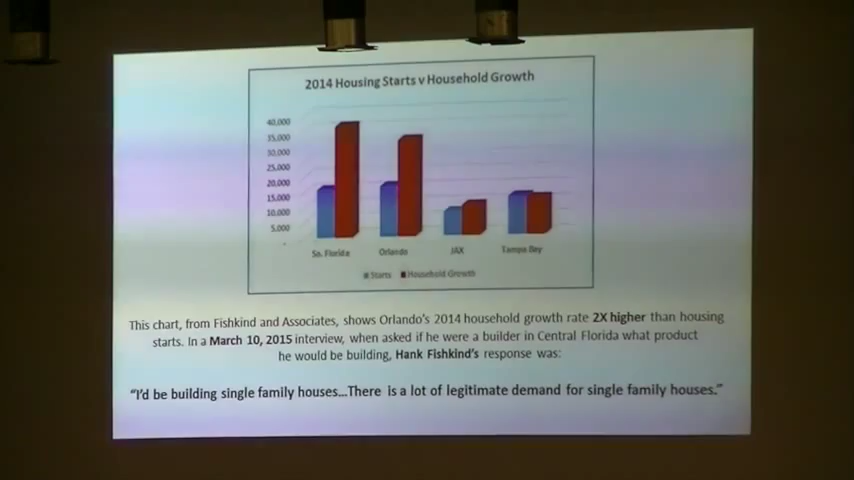 2014 Housing Starts v Household Growth
40,000
35,000
30,000
25,000
20,000
15,000
10,000
5,000
-
So. Florida Orlando JAX Tampa Bay
Starts Household Growth
This chart, from Fishkind and Associates, shows Orlando's 2014 household growth rate 2X higher than housing
starts. In a March 10, 2015 interview, when asked if he were a builder in Central Florida what product
he would be building, Hank Fishkind's response was:
"I'd be building single family houses...There is a lot of legitimate demand for single family houses."